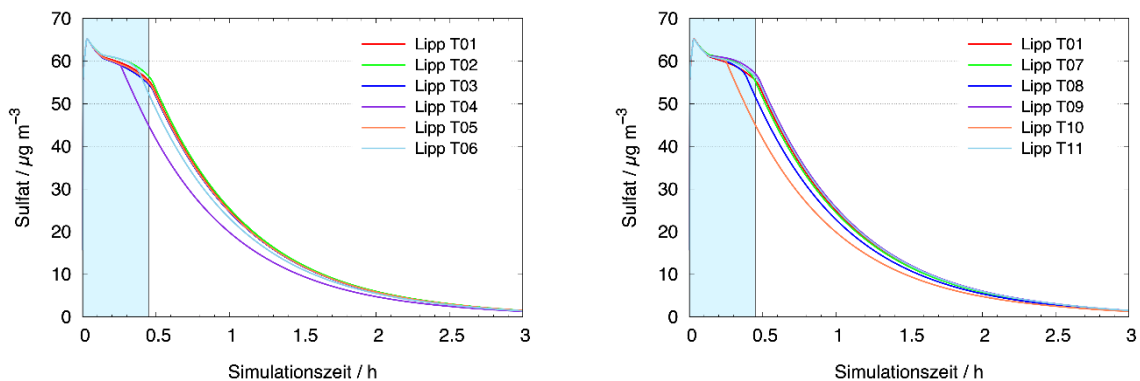 70
60
50
40
30
20
10
0
Sulfat / µg m⁻³
Lipp T01
Lipp T02
Lipp T03
Lipp T04
Lipp T05
Lipp T06
0 0.5 1 1.5 2 2.5 3
Simulationszeit / h
70
60
50
40
30
20
10
0
Sulfat / µg m⁻³
Lipp T01
Lipp T07
Lipp T08
Lipp T09
Lipp T10
Lipp T11
0 0.5 1 1.5 2 2.5 3
Simulationszeit / h